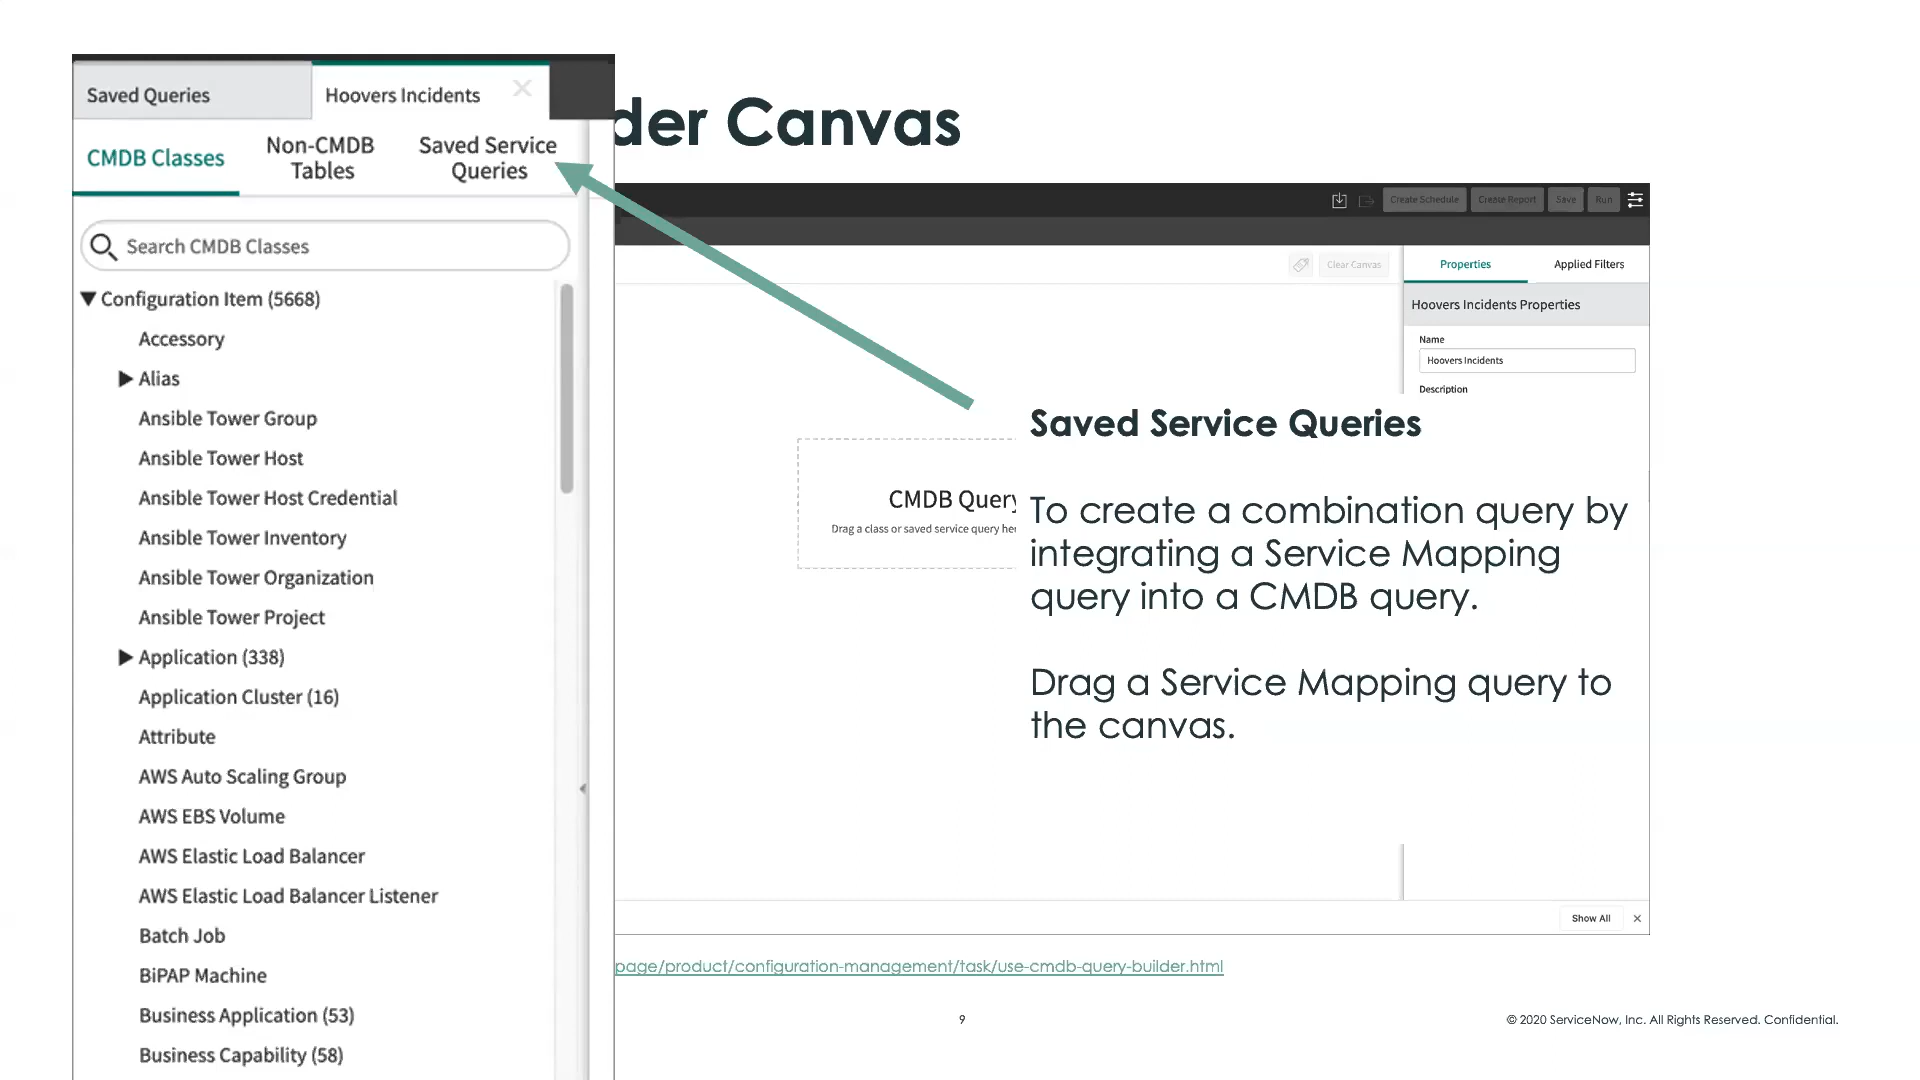 Saved Queries
Hoovers Incidents
der Canvas
CMDB Classes
Non-CMDB
Tables
Saved Service
Queries
Search CMDB Classes
Configuration Item (5668)
Accessory
Alias
Ansible Tower Group
Ansible Tower Host
Ansible Tower Host Credential
Ansible Tower Inventory
Ansible Tower Organization
Ansible Tower Project
Application (338)
Application Cluster (16)
Attribute
AWS Auto Scaling Group
AWS EBS Volume
AWS Elastic Load Balancer
AWS Elastic Load Balancer Listener
Batch Job
BiPAP Machine
Business Application (53)
Business Capability (58)
Create Schedule
Create Report
Save
Run
Clear Canvas
Properties
Applied Filters
Hoovers Incidents Properties
Name
Hoovers Incidents
Description
CMDB Query
Drag a class or saved service query he
Saved Service Queries
To create a combination query by
integrating a Service Mapping
query into a CMDB query.
Drag a Service Mapping query to
the canvas.
Show All
page/product/configuration-management/task/use-cmdb-query-builder.html
9
© 2020 ServiceNow, Inc. All Rights Reserved. Confidential.